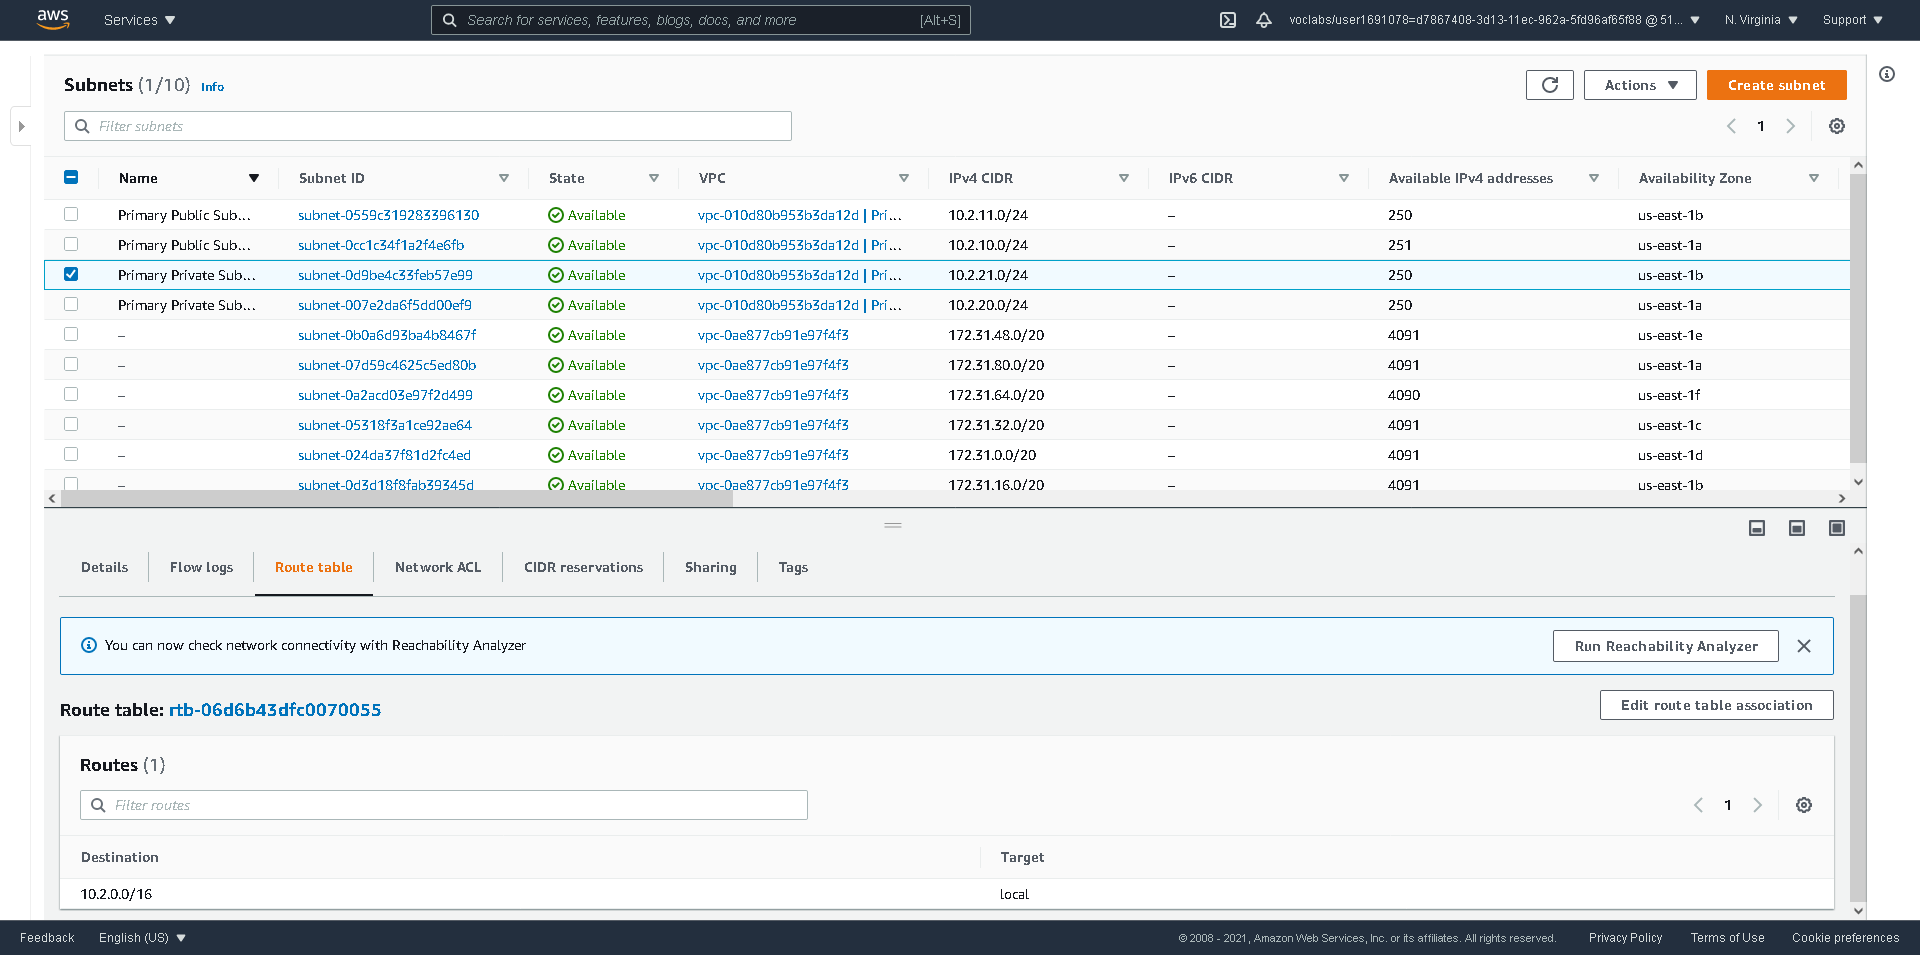 aws Services Search for services, features, blogs, docs, and more [Alt+S] voclabs/user1691078=d7867408-3d13-11ec-962a-5fd96af65f88 @ 51... N. Virginia Support
Subnets (1/10) Info Actions Create subnet
Filter subnets 1
Name Subnet ID State VPC IPv4 CIDR IPv6 CIDR Available IPv4 addresses Availability Zone
Primary Public Sub... subnet-0559c319283396130 Available vpc-010d80b953b3da12d | Pri... 10.2.11.0/24 – 250 us-east-1b
Primary Public Sub... subnet-0cc1c34f1a2f4e6fb Available vpc-010d80b953b3da12d | Pri... 10.2.10.0/24 – 251 us-east-1a
Primary Private Sub... subnet-0d9be4c33feb57e99 Available vpc-010d80b953b3da12d | Pri... 10.2.21.0/24 – 250 us-east-1b
Primary Private Sub... subnet-007e2da6f5dd00ef9 Available vpc-010d80b953b3da12d | Pri... 10.2.20.0/24 – 250 us-east-1a
– subnet-0b0a6d93ba4b8467f Available vpc-0ae877cb91e97f4f3 172.31.48.0/20 – 4091 us-east-1e
– subnet-07d59c4625c5ed80b Available vpc-0ae877cb91e97f4f3 172.31.80.0/20 – 4091 us-east-1a
– subnet-0a2acd03e97f2d499 Available vpc-0ae877cb91e97f4f3 172.31.64.0/20 – 4090 us-east-1f
– subnet-05318f3a1ce92ae64 Available vpc-0ae877cb91e97f4f3 172.31.32.0/20 – 4091 us-east-1c
– subnet-024da37f81d2fc4ed Available vpc-0ae877cb91e97f4f3 172.31.0.0/20 – 4091 us-east-1d
– subnet-0d3d18f8fab39345d Available vpc-0ae877cb91e97f4f3 172.31.16.0/20 – 4091 us-east-1b
Details Flow logs Route table Network ACL CIDR reservations Sharing Tags
You can now check network connectivity with Reachability Analyzer Run Reachability Analyzer
Route table: rtb-06d6b43dfc0070055 Edit route table association
Routes (1)
Filter routes 1
Destination Target
10.2.0.0/16 local
Feedback English (US) © 2008 - 2021, Amazon Web Services, Inc. or its affiliates. All rights reserved. Privacy Policy Terms of Use Cookie preferences